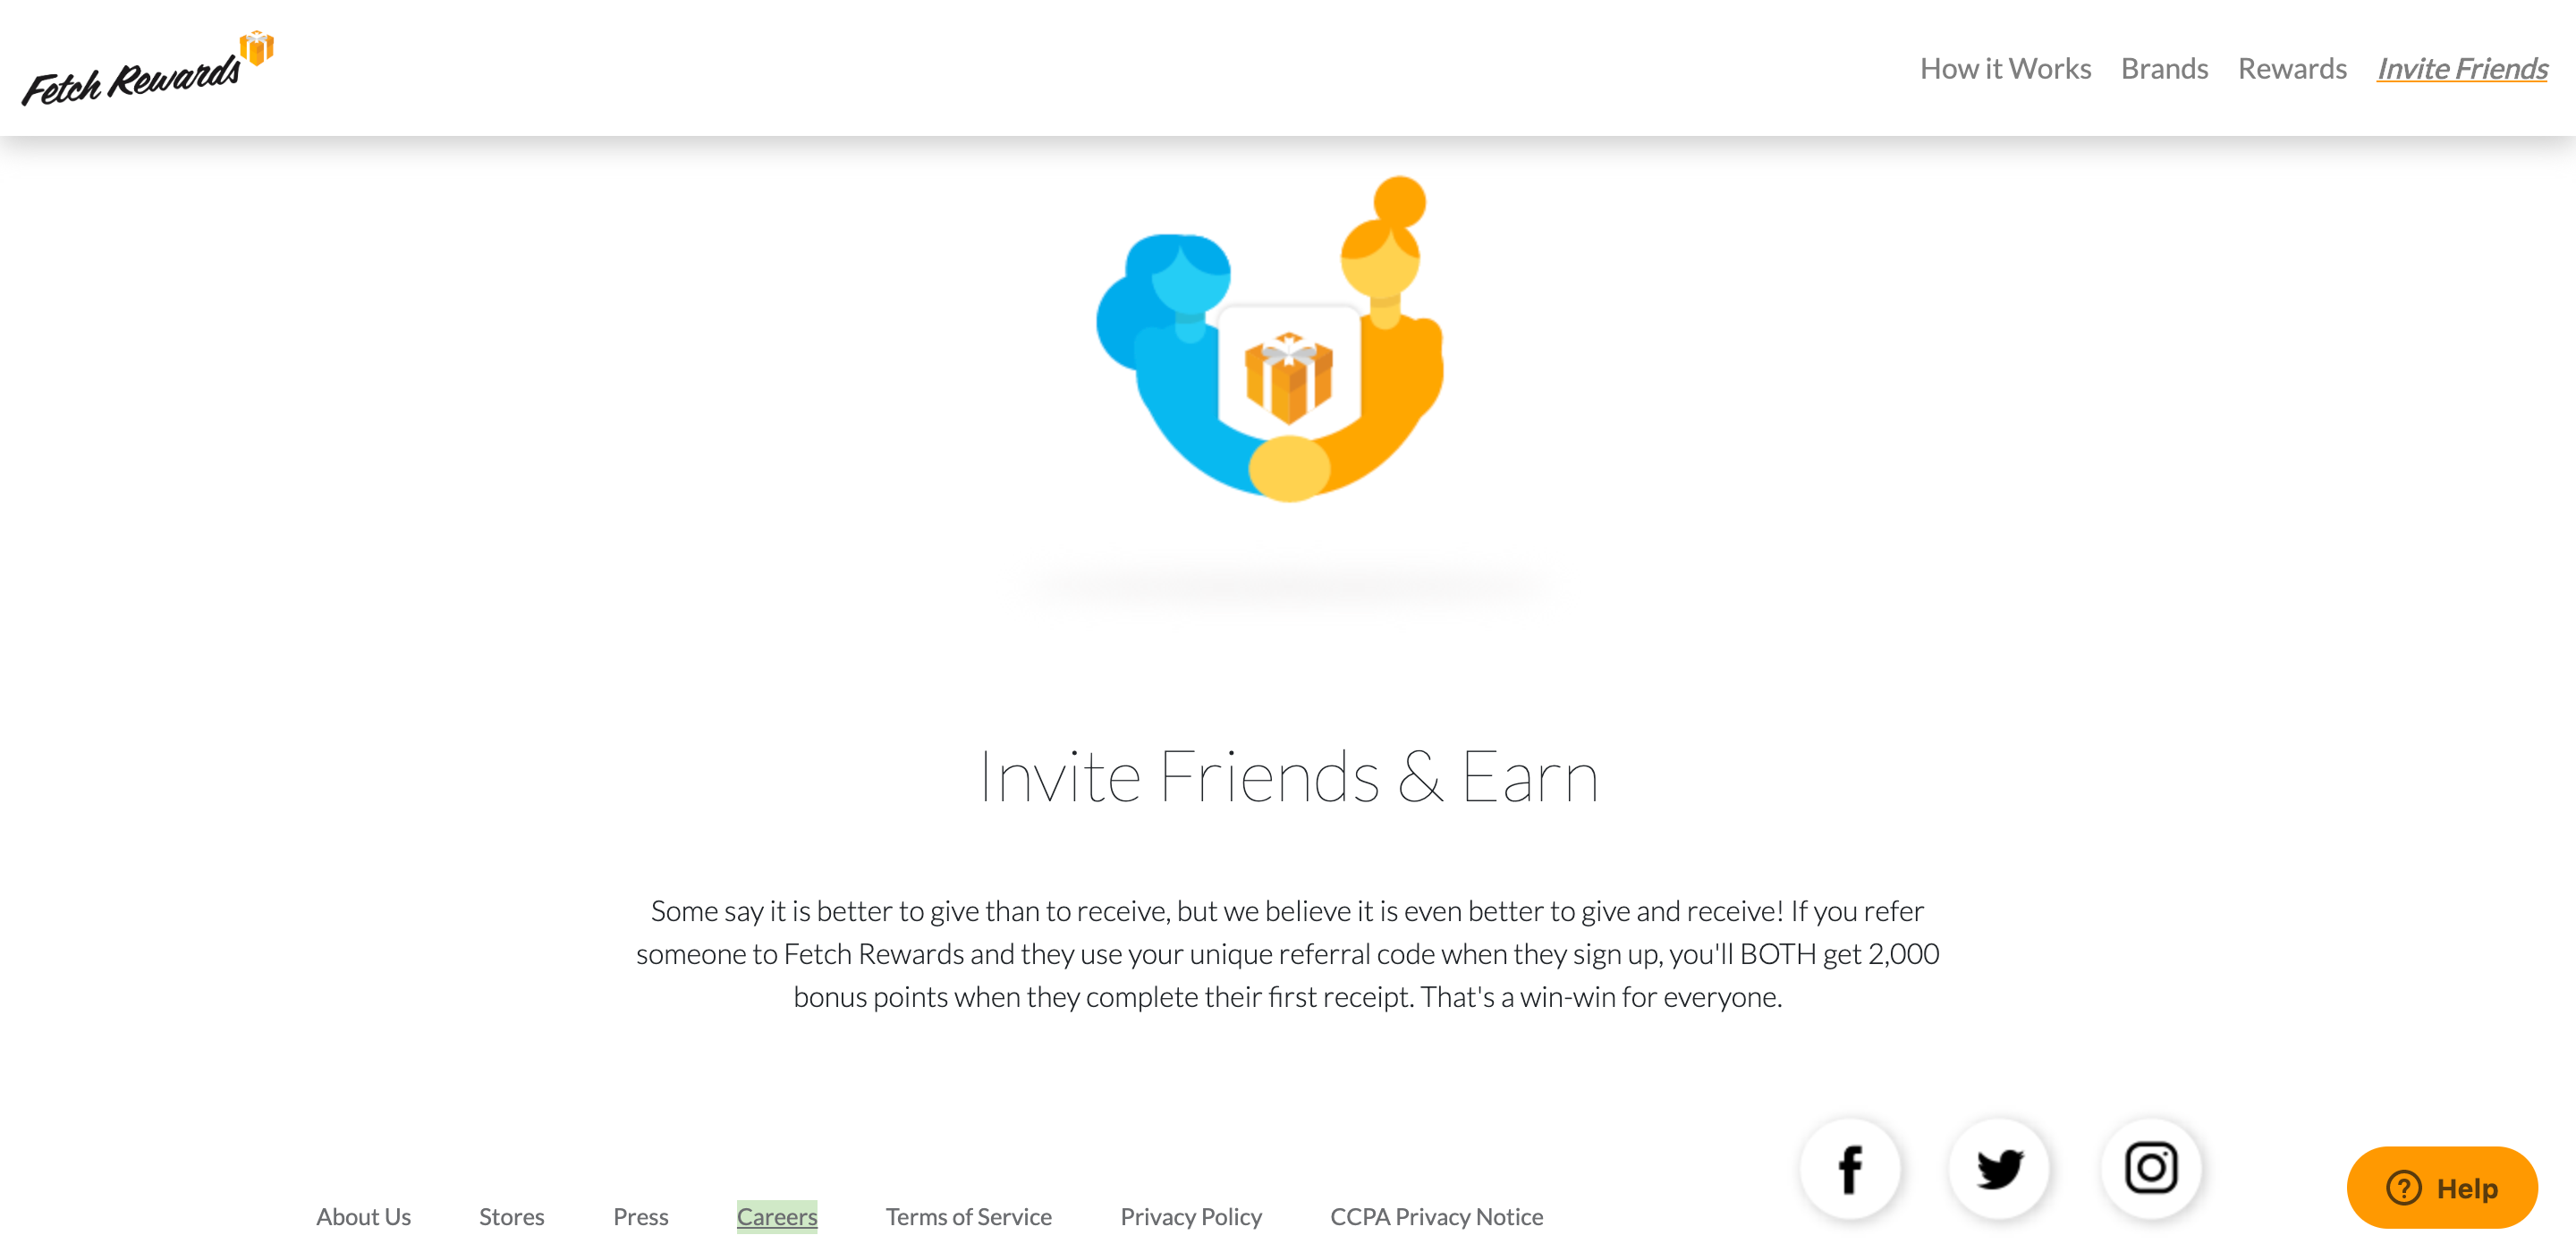 Fetch Rewards
How it Works
Brands
Rewards
Invite Friends
Invite Friends & Earn
Some say it is better to give than to receive, but we believe it is even better to give and receive! If you refer
someone to Fetch Rewards and they use your unique referral code when they sign up, you'll BOTH get 2,000
bonus points when they complete their first receipt. That's a win-win for everyone.
About Us
Stores
Press
Careers
Terms of Service
Privacy Policy
CCPA Privacy Notice
Help